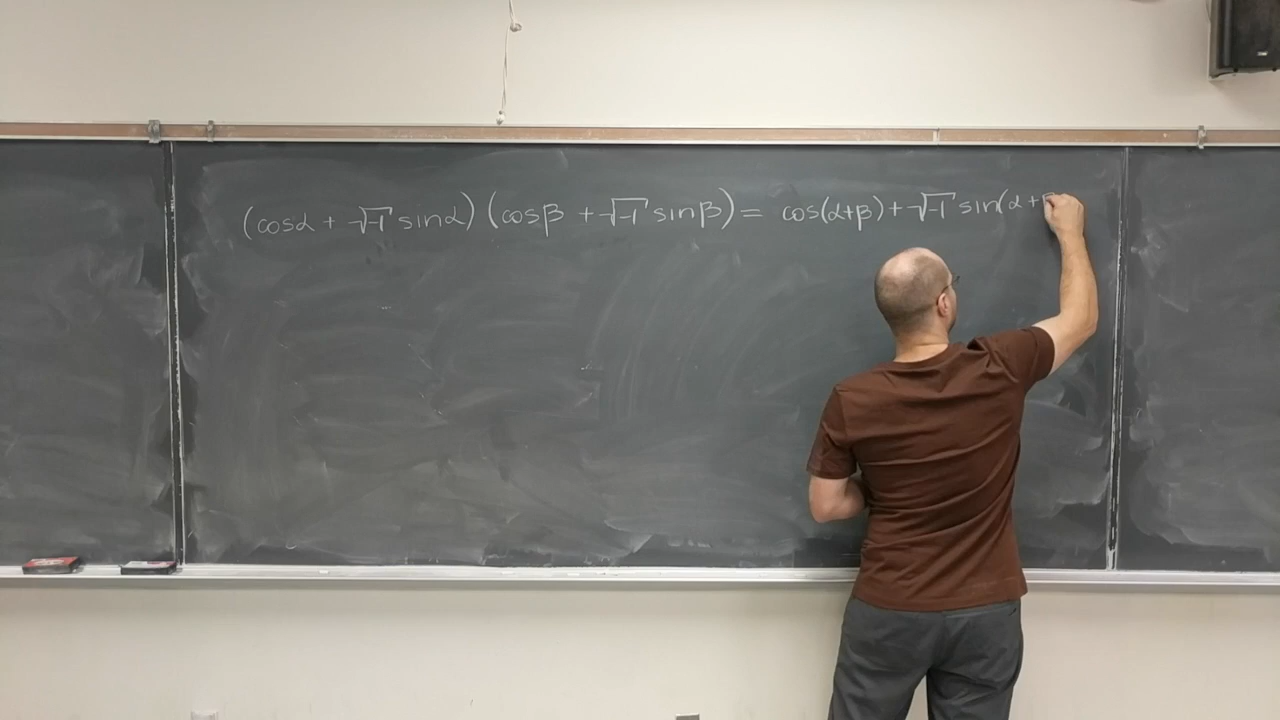 (cosα + √-1 sinα) (cosβ + √-1 sinβ) = cos(α+β) + √-1 sin(α+β